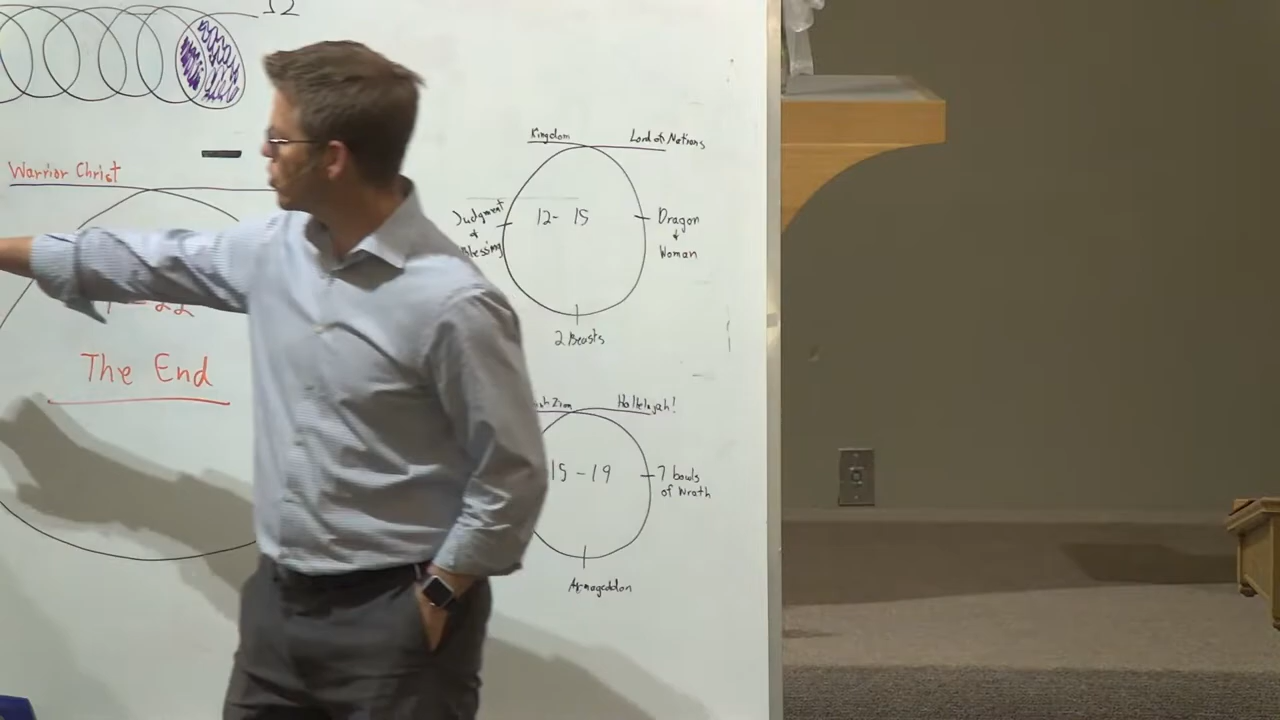 Ω
Warrior Christ
22
The End
Kingdom
Lord of Nations
12- 15
Judgment
&
Dragon
+
Woman
2 Beasts
Hallelujah!
15 - 19
7 bowls
of Wrath
Armageddon